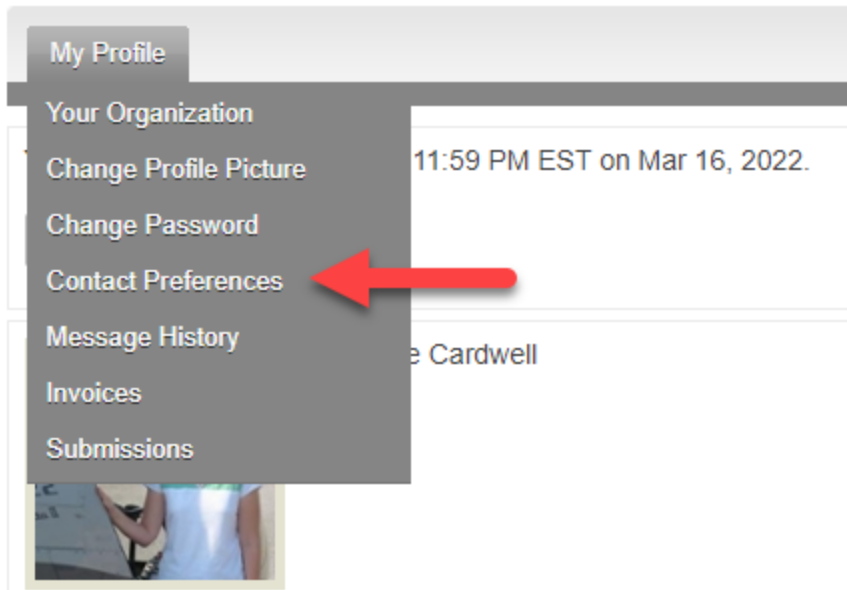 My Profile
Your Organization
Change Profile Picture
11:59 PM EST on Mar 16, 2022.
Change Password
Contact Preferences
Message History
e Cardwell
Invoices
Submissions